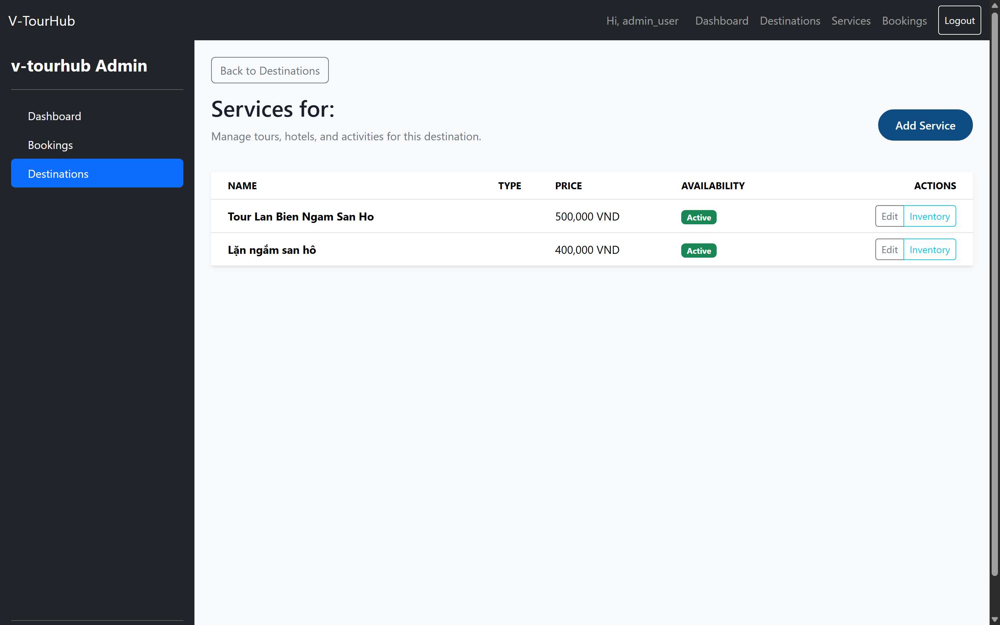 V-TourHub
Hi, admin_user Dashboard Destinations Services Bookings Logout
v-tourhub Admin
Dashboard
Bookings
Destinations
Back to Destinations
Services for:
Manage tours, hotels, and activities for this destination.
Add Service
NAME TYPE PRICE AVAILABILITY ACTIONS
Tour Lan Bien Ngam San Ho 500,000 VND Active Edit Inventory
Lặn ngắm san hô 400,000 VND Active Edit Inventory